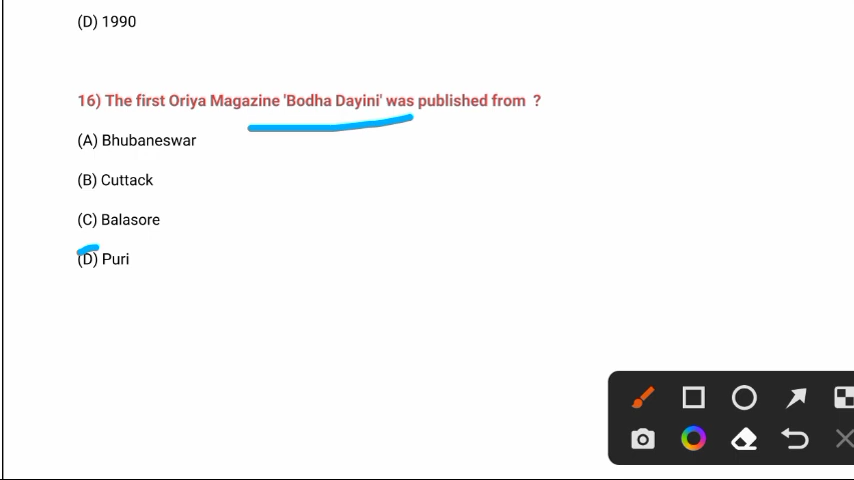 (D) 1990
16) The first Oriya Magazine 'Bodha Dayini' was published from ?
(A) Bhubaneswar
(B) Cuttack
(C) Balasore
(D) Puri